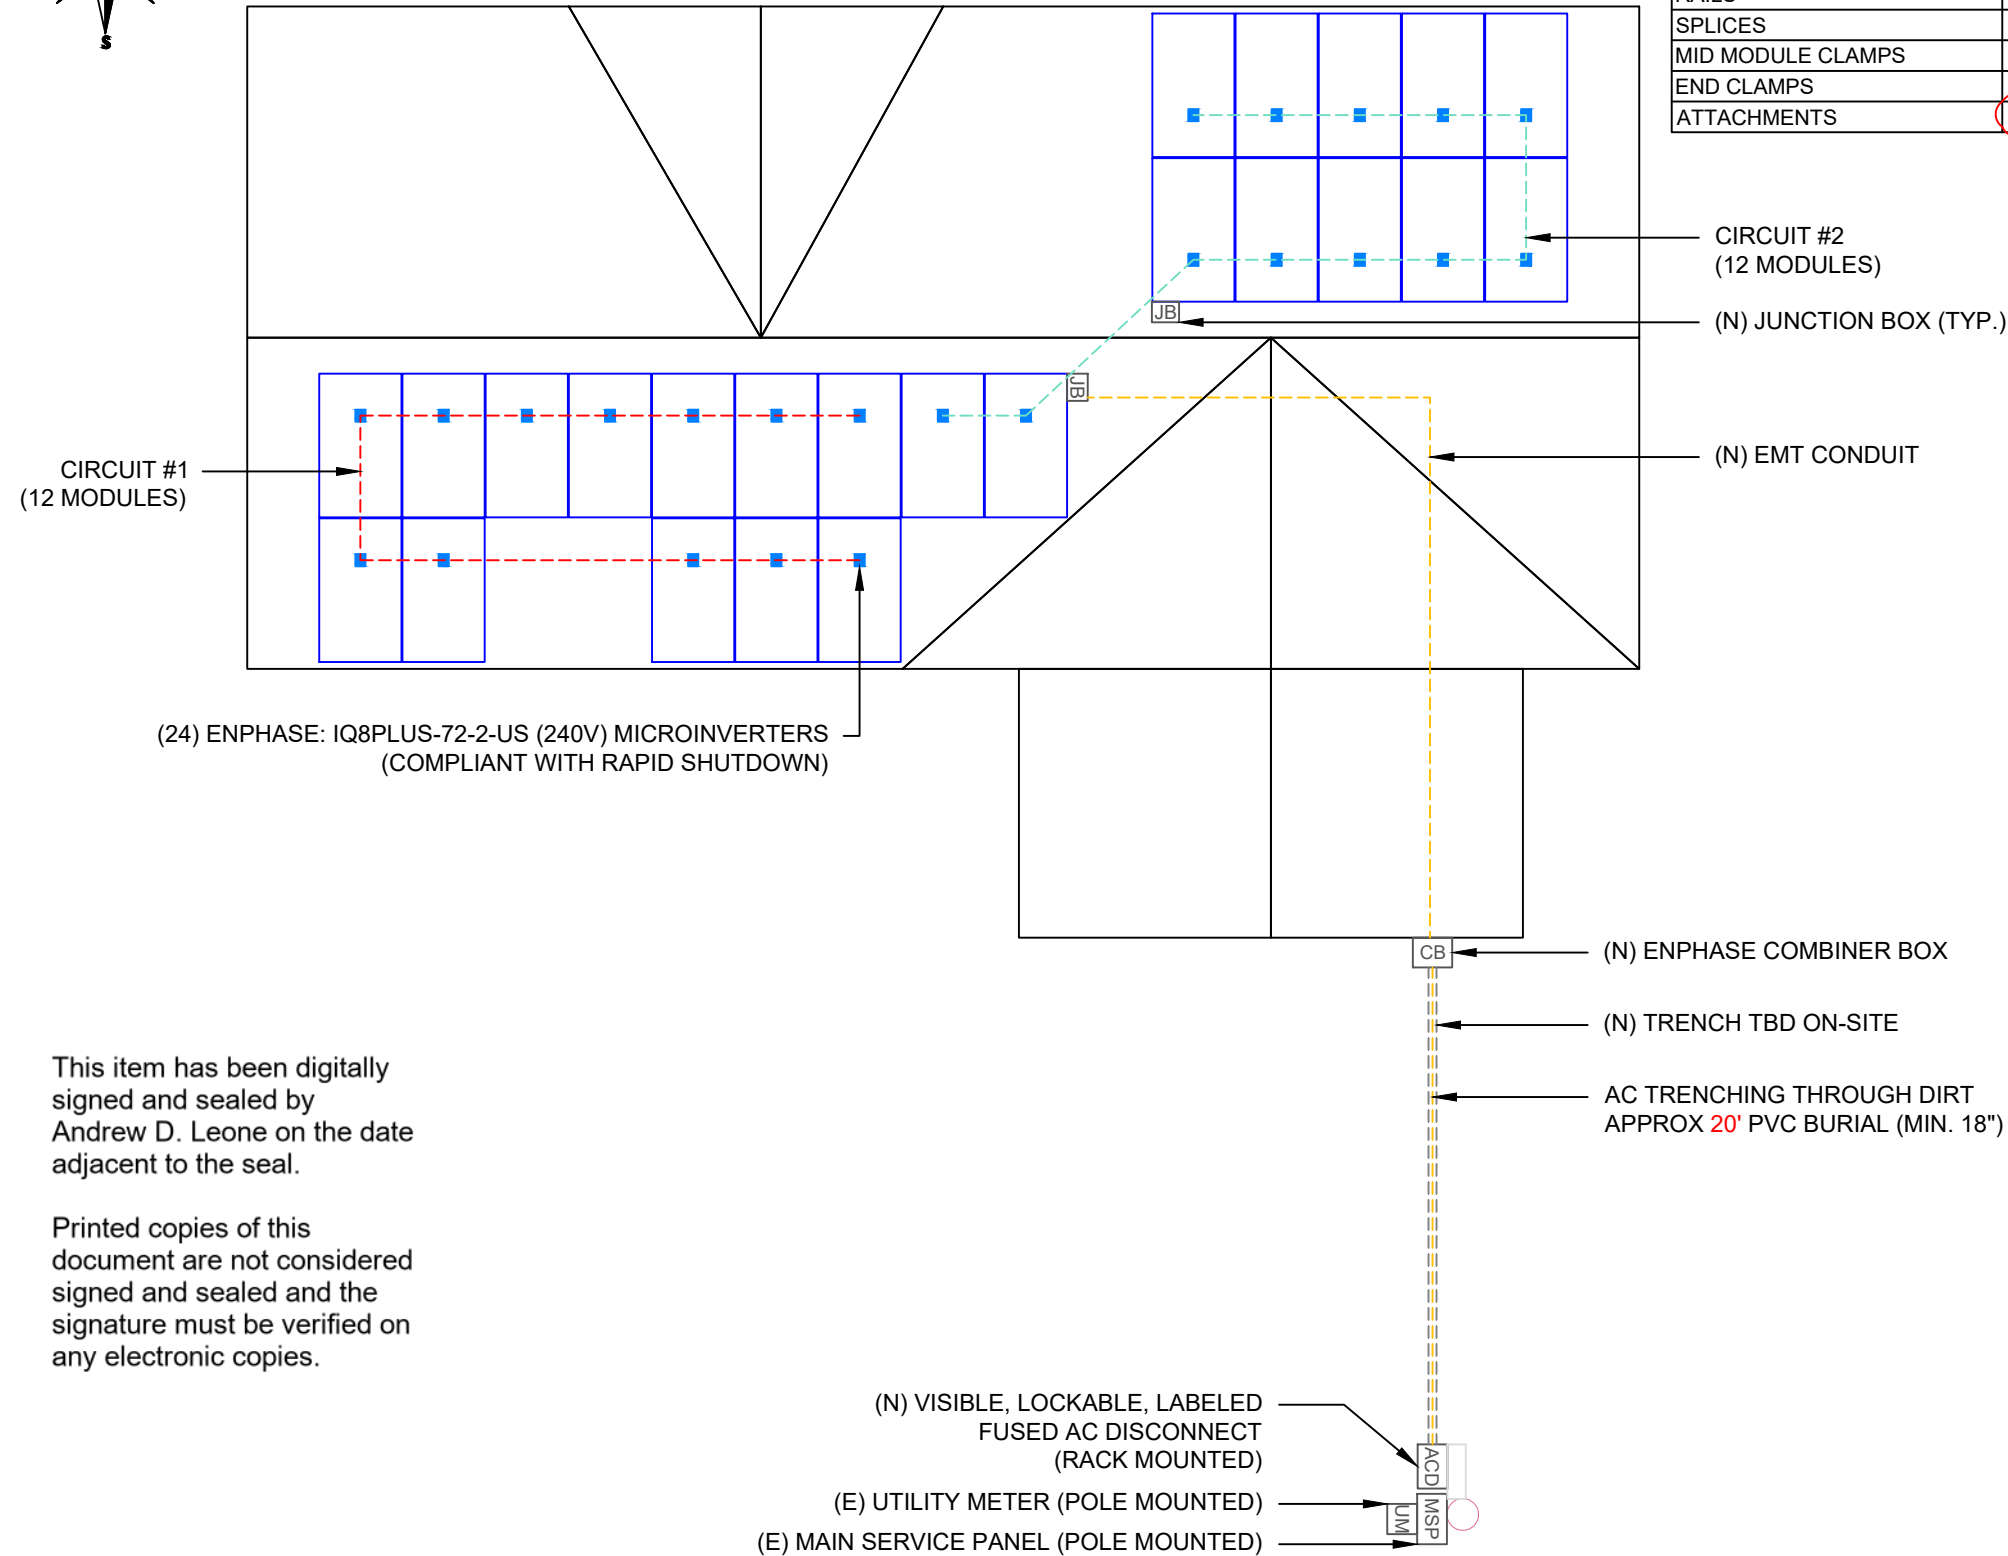 S
SPLICES
MID MODULE CLAMPS
END CLAMPS
ATTACHMENTS
CIRCUIT #2
(12 MODULES)
JB
(N) JUNCTION BOX (TYP.)
JB
(N) EMT CONDUIT
CIRCUIT #1
(12 MODULES)
(24) ENPHASE: IQ8PLUS-72-2-US (240V) MICROINVERTERS
(COMPLIANT WITH RAPID SHUTDOWN)
CB
(N) ENPHASE COMBINER BOX
(N) TRENCH TBD ON-SITE
AC TRENCHING THROUGH DIRT
APPROX 20' PVC BURIAL (MIN. 18")
This item has been digitally
signed and sealed by
Andrew D. Leone on the date
adjacent to the seal.
Printed copies of this
document are not considered
signed and sealed and the
signature must be verified on
any electronic copies.
(N) VISIBLE, LOCKABLE, LABELED
FUSED AC DISCONNECT
(RACK MOUNTED)
ACD
(E) UTILITY METER (POLE MOUNTED)
UM
MSP
(E) MAIN SERVICE PANEL (POLE MOUNTED)